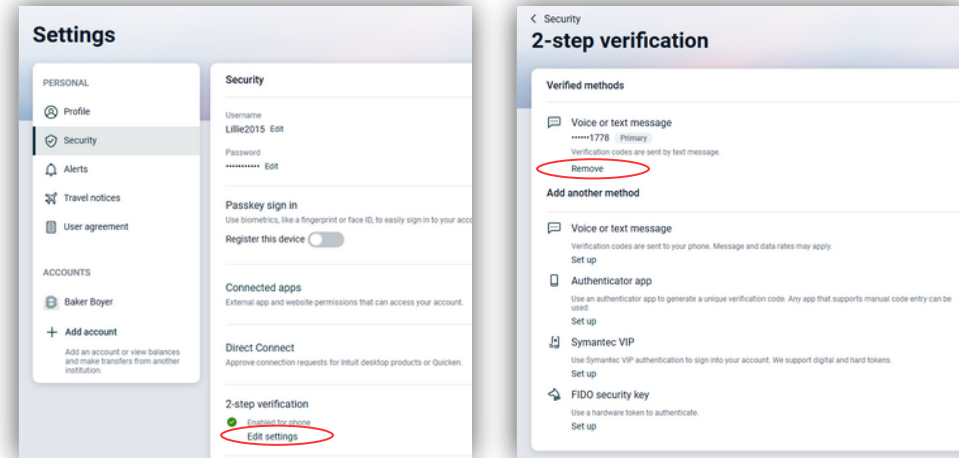 Settings
PERSONAL
Profile
Security
Alerts
Travel notices
User agreement
ACCOUNTS
Baker Boyer
Add account
Add an account or view balances
and make transfers from another
institution.
Security
Username
Lillie2015 Edit
Password
•••••••••••• Edit
Passkey sign in
Use biometrics, like a fingerprint or face ID, to easily sign in to your acco
Register this device
Connected apps
External app and website permissions that can access your account.
Direct Connect
Approve connection requests for Intuit desktop products or Quicken.
2-step verification
Enabled for phone
Edit settings
Security
2-step verification
Verified methods
Voice or text message
••••••1778 Primary
Verification codes are sent by text message.
Remove
Add another method
Voice or text message
Verification codes are sent to your phone. Message and data rates may apply.
Set up
Authenticator app
Use an authenticator app to generate a unique verification code. Any app that supports manual code entry can be
used.
Set up
Symantec VIP
Use Symantec VIP authentication to sign into your account. We support digital and hard tokens.
Set up
FIDO security key
Use a hardware token to authenticate.
Set up